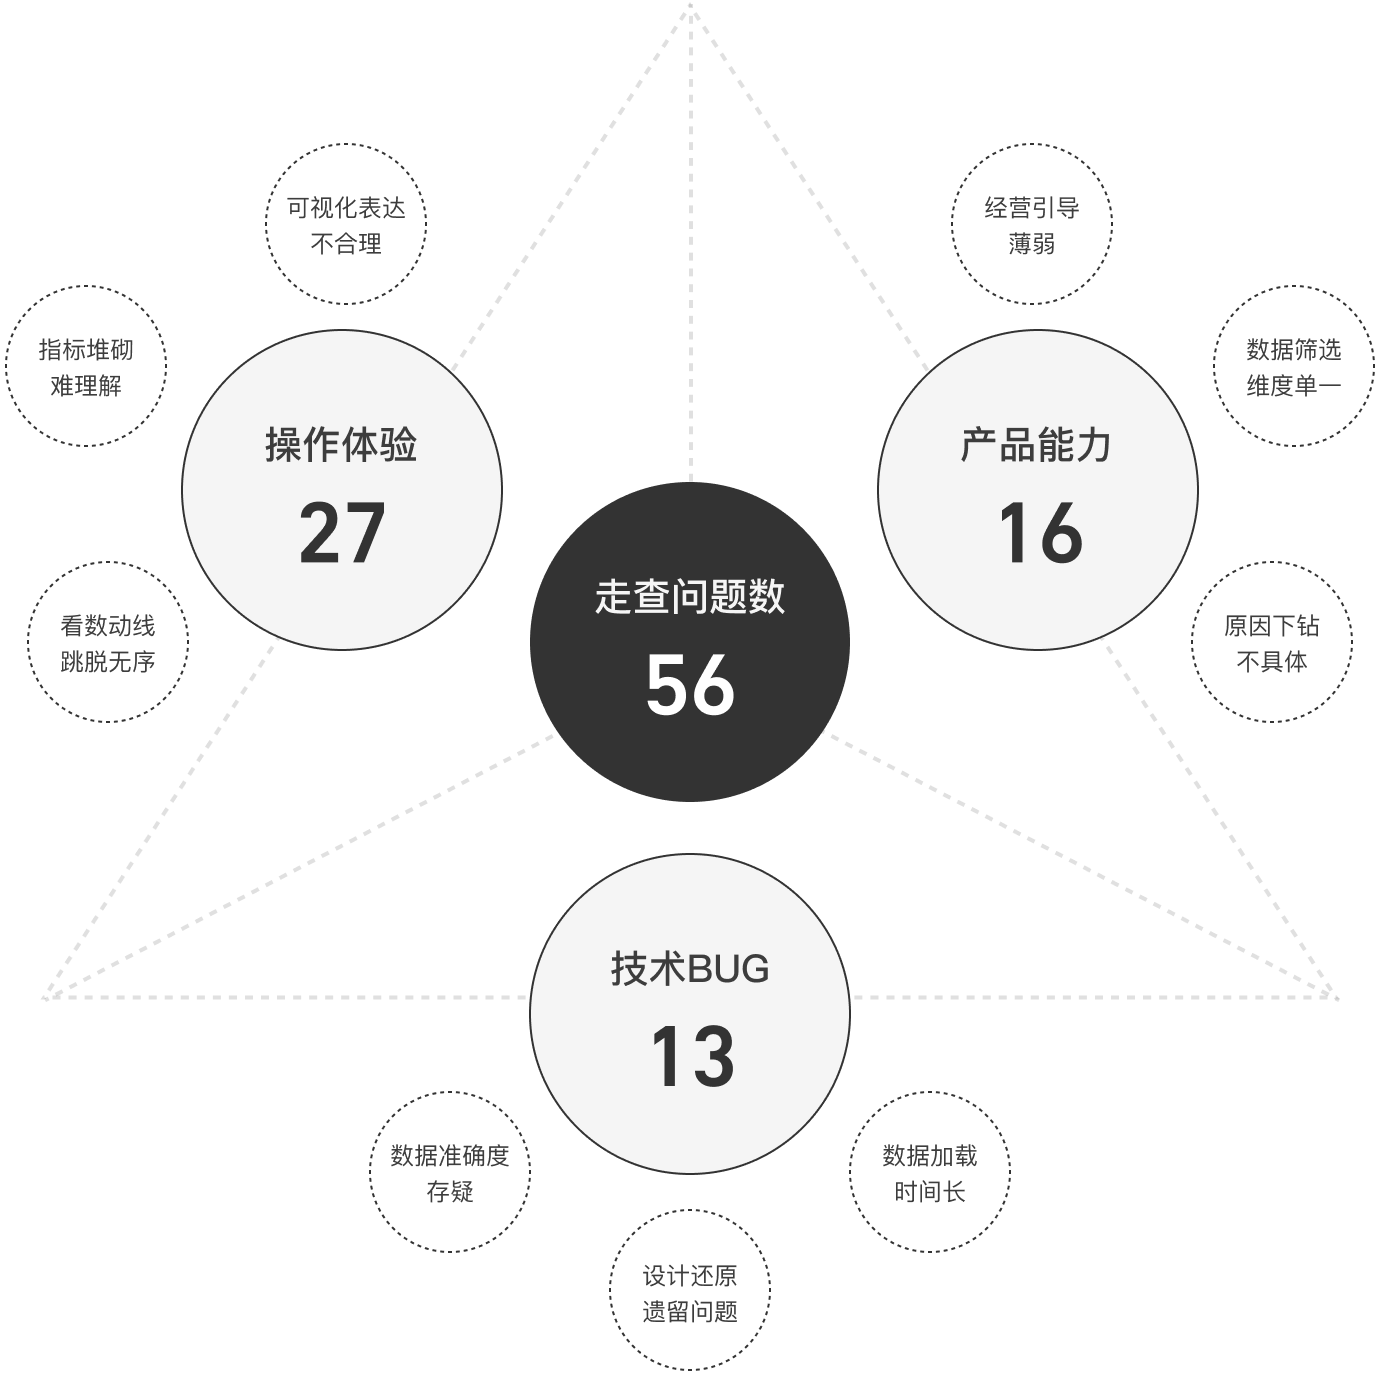 可视化表达
不合理
经营引导
薄弱
指标堆砌
难理解
数据筛选
维度单一
操作体验
27
产品能力
16
走查问题数
56
看数动线
跳脱无序
原因下钻
不具体
技术BUG
13
数据准确度
存疑
数据加载
时间长
设计还原
遗留问题